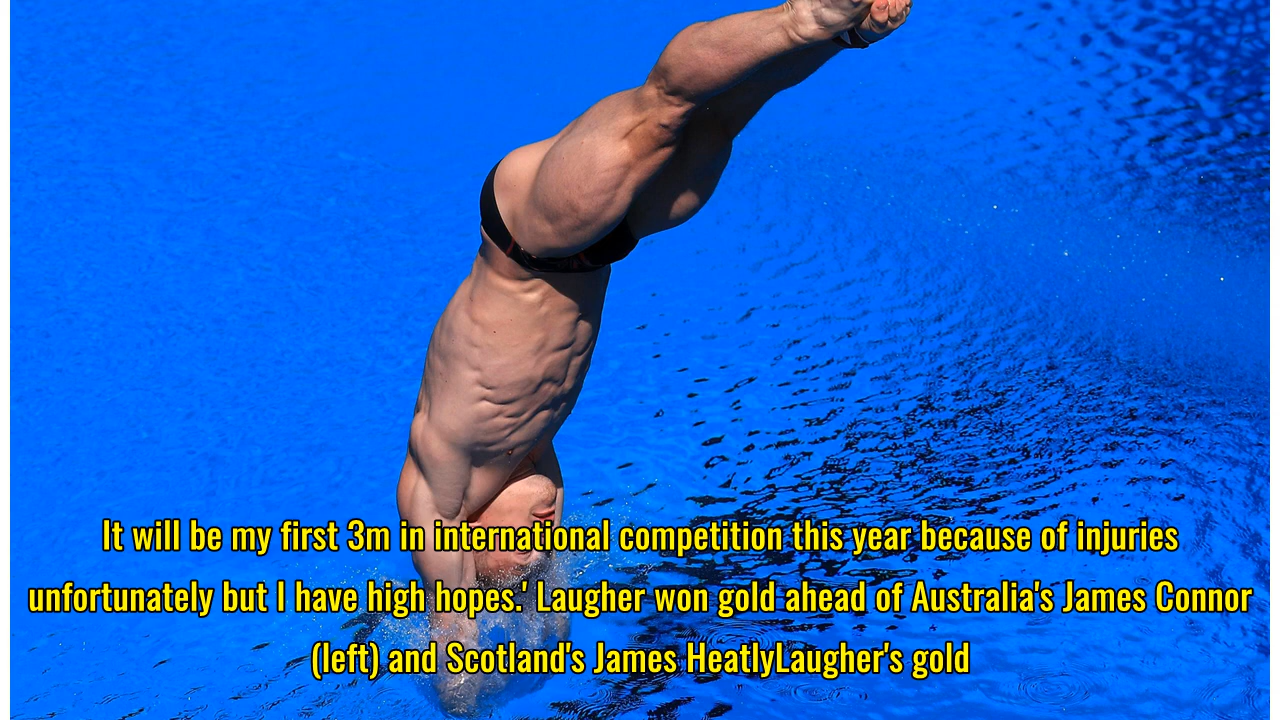 It will be my first 3m in international competition this year because of injuries
unfortunately but I have high hopes.' Laugher won gold ahead of Australia's James Connor
(left) and Scotland's James HeatlyLaugher's gold